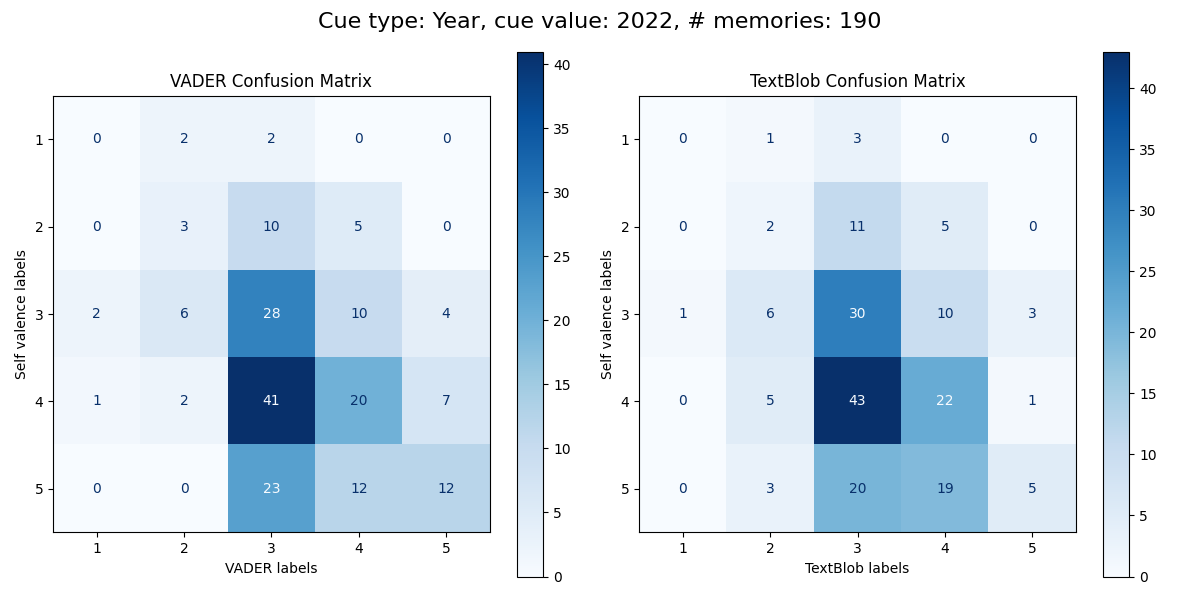 Cue type: Year, cue value: 2022, # memories: 190
VADER Confusion Matrix
Self valence labels
1 0 2 2 0 0
2 0 3 10 5 0
3 2 6 28 10 4
4 1 2 41 20 7
5 0 0 23 12 12
1 2 3 4 5
VADER labels
40
35
30
25
20
15
10
5
0
TextBlob Confusion Matrix
Self valence labels
1 0 1 3 0 0
2 0 2 11 5 0
3 1 6 30 10 3
4 0 5 43 22 1
5 0 3 20 19 5
1 2 3 4 5
TextBlob labels
40
35
30
25
20
15
10
5
0